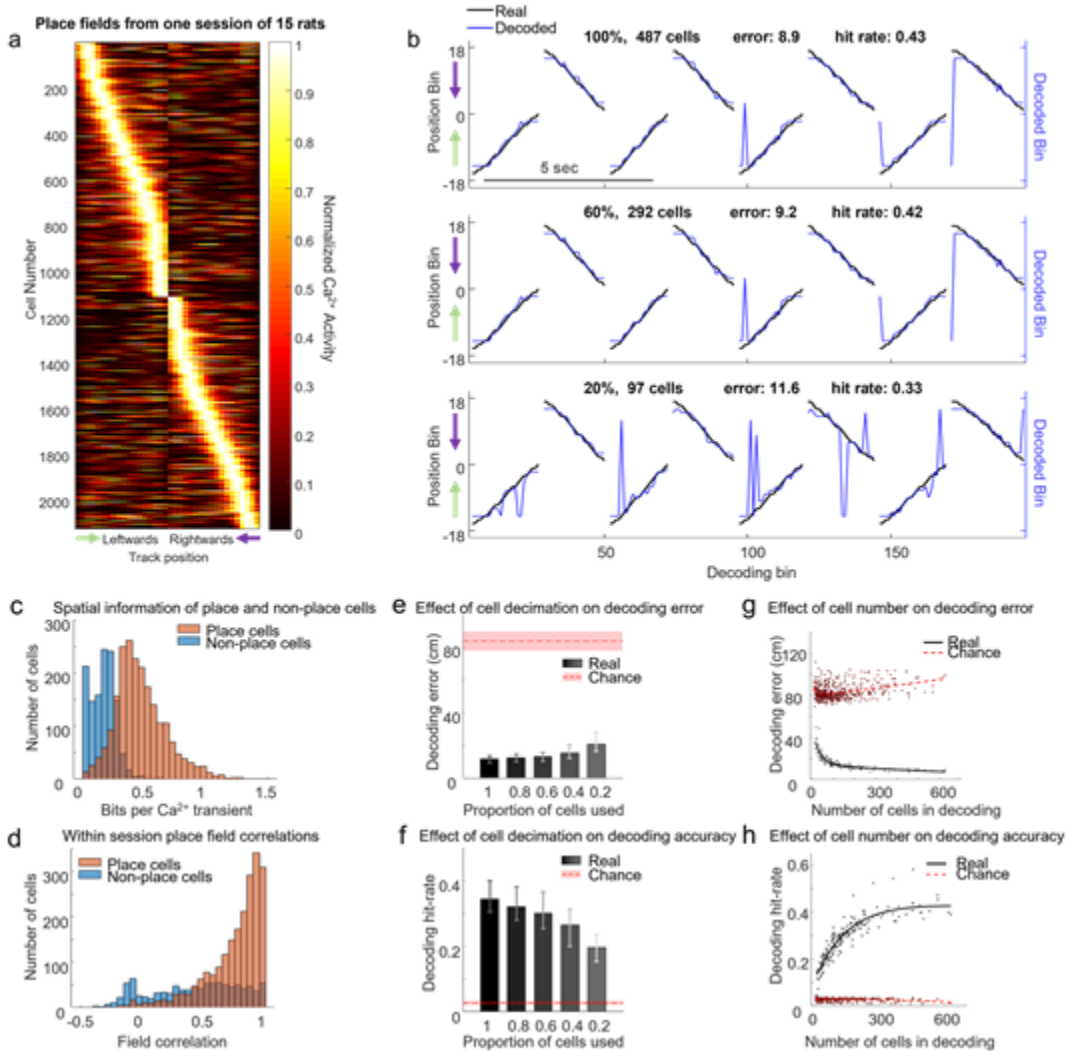 Place fields from one session of 15 rats
a
Cell Number
200
400
600
800
1000
1200
1400
1600
1800
2000
Leftwards Rightwards
Track position
1
0.9
0.8
0.7
0.6
0.5
0.4
0.3
0.2
0.1
0
Normalized Ca²⁺ Activity
b
Real
Decoded
100%, 487 cells error: 8.9 hit rate: 0.43
Position Bin
18
0
-18
5 sec
Decoded Bin
60%, 292 cells error: 9.2 hit rate: 0.42
Position Bin
18
0
-18
Decoded Bin
20%, 97 cells error: 11.6 hit rate: 0.33
Position Bin
18
0
-18
Decoded Bin
50 100 150
Decoding bin
c
Spatial information of place and non-place cells
Number of cells
300
200
100
0
Place cells
Non-place cells
0 0.5 1 1.5
Bits per Ca²⁺ transient
d
Within session place field correlations
Number of cells
300
200
100
0
Place cells
Non-place cells
-0.5 0 0.5 1
Field correlation
e
Effect of cell decimation on decoding error
Decoding error (cm)
80
40
0
Real
Chance
1 0.8 0.6 0.4 0.2
Proportion of cells used
f
Effect of cell decimation on decoding accuracy
Decoding hit-rate
0.4
0.2
0
Real
Chance
1 0.8 0.6 0.4 0.2
Proportion of cells used
g
Effect of cell number on decoding error
Decoding error (cm)
120
80
40
0
Real
Chance
0 300 600
Number of cells in decoding
h
Effect of cell number on decoding accuracy
Decoding hit-rate
0.6
0.4
0.2
0
Real
Chance
0 300 600
Number of cells in decoding